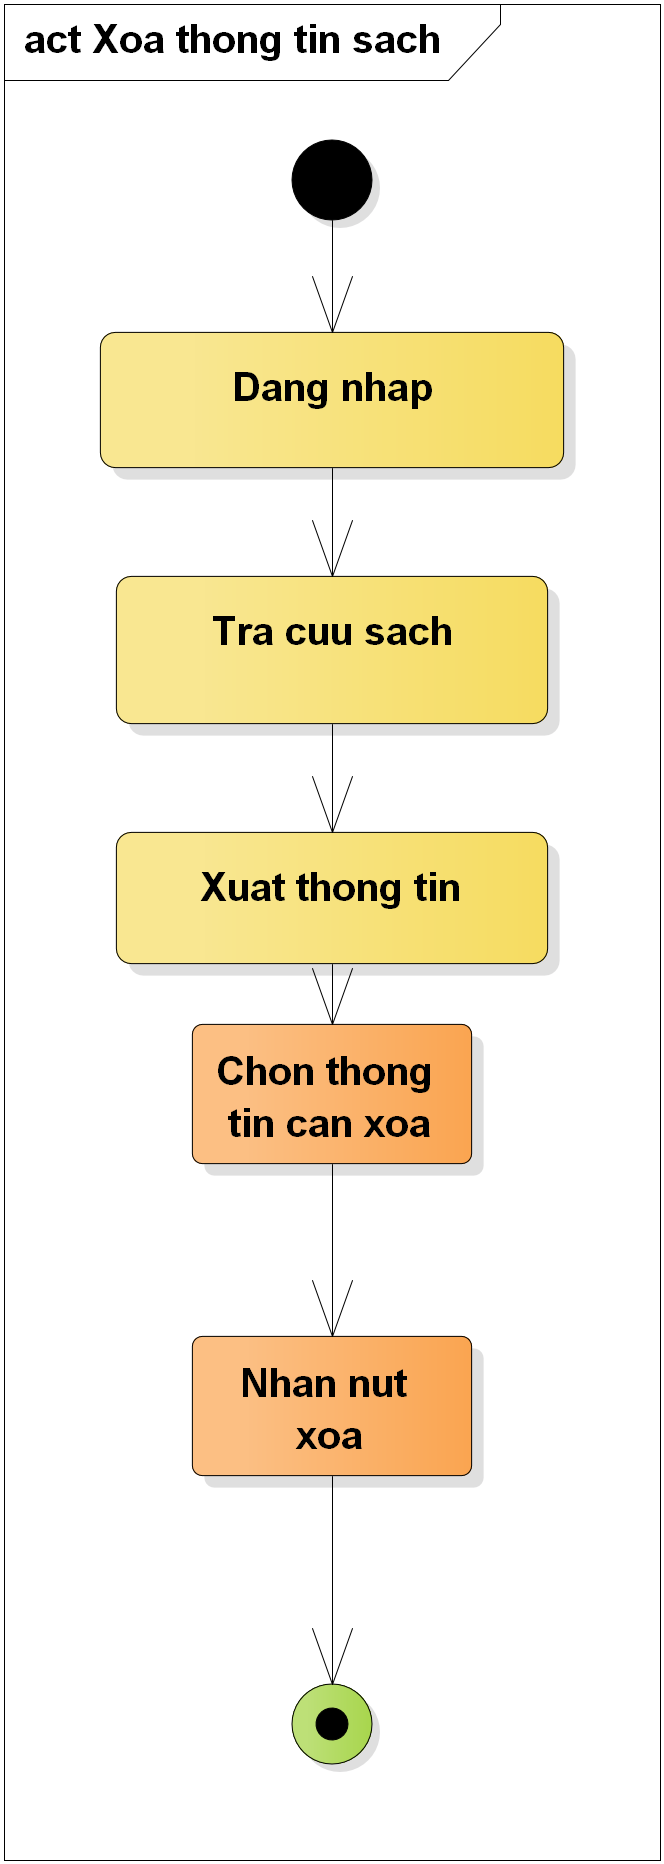 act Xoa thong tin sach
Dang nhap
Tra cuu sach
Xuat thong tin
Chon thong
tin can xoa
Nhan nut
xoa